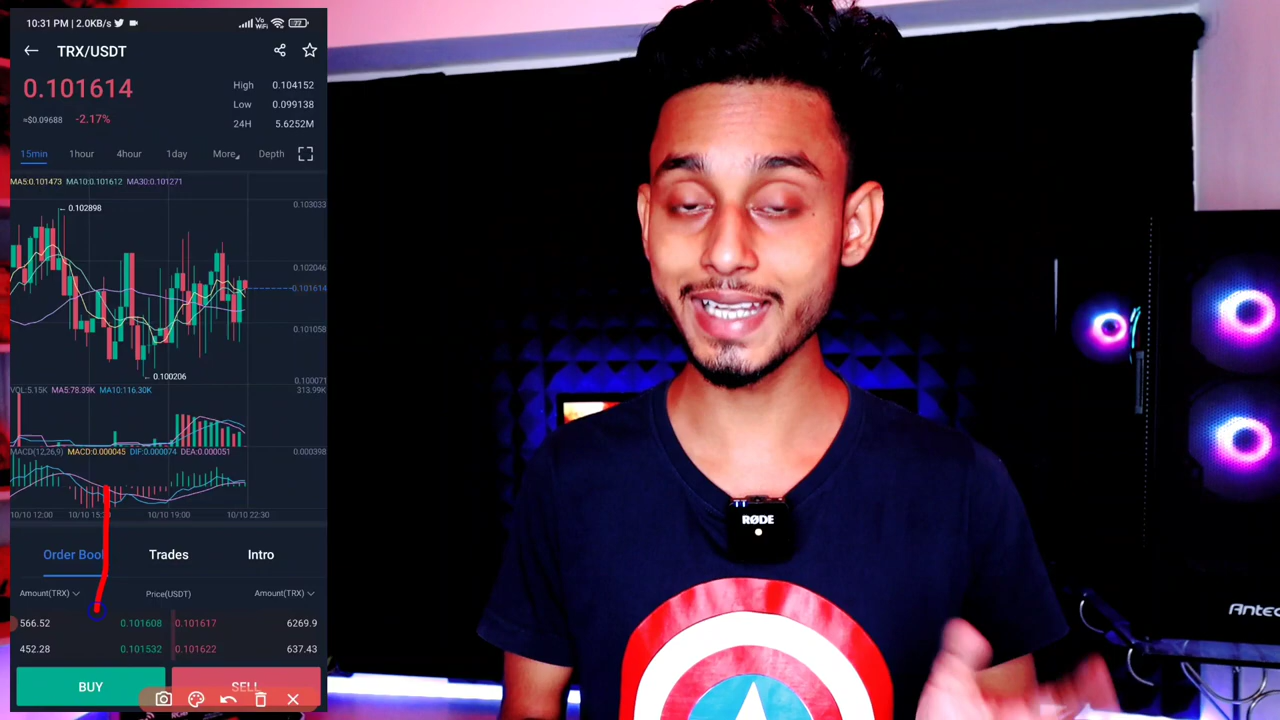 10:31 PM | 2.0KB/s
Vo WiFi
77
TRX/USDT
0.101614
≈$0.09688 -2.17%
High 0.104152
Low 0.099138
24H 5.6252M
15min 1hour 4hour 1day More Depth
MA5:0.101473 MA10:0.101612 MA30:0.101271
0.102898
0.103033
0.102046
0.101614
0.101058
0.100206
0.100071
VOL:5.15K MA5:78.39K MA10:116.30K 313.99K
MACD(12,26,9) MACD:0.000045 DIF:0.000074 DEA:0.000051 0.000398
10/10 12:00 10/10 15: 10/10 19:00 10/10 22:30
Order Boo Trades Intro
Amount(TRX) Price(USDT) Amount(TRX)
566.52 0.101608 0.101617 6269.9
452.28 0.101532 0.101622 637.43
BUY SELL
RØDE
Antec